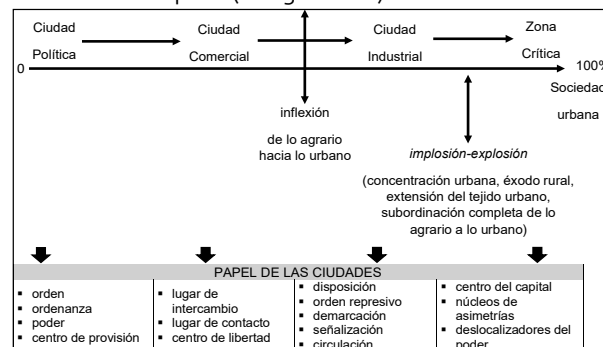 Ciudad
Política
Ciudad
Comercial
Ciudad
Industrial
Zona
Crítica
0
100%
Sociedad
urbana
inflexión
de lo agrario
hacia lo urbano
implosión-explosión
(concentración urbana, éxodo rural,
extensión del tejido urbano,
subordinación completa de lo
agrario a lo urbano)
PAPEL DE LAS CIUDADES
▪ orden
▪ ordenanza
▪ poder
▪ centro de provisión
▪ lugar de
intercambio
▪ lugar de contacto
▪ centro de libertad
▪ disposición
▪ orden represivo
▪ demarcación
▪ señalización
▪ circulación
▪ centro del capital
▪ núcleos de
asimetrías
▪ deslocalizadores del
poder